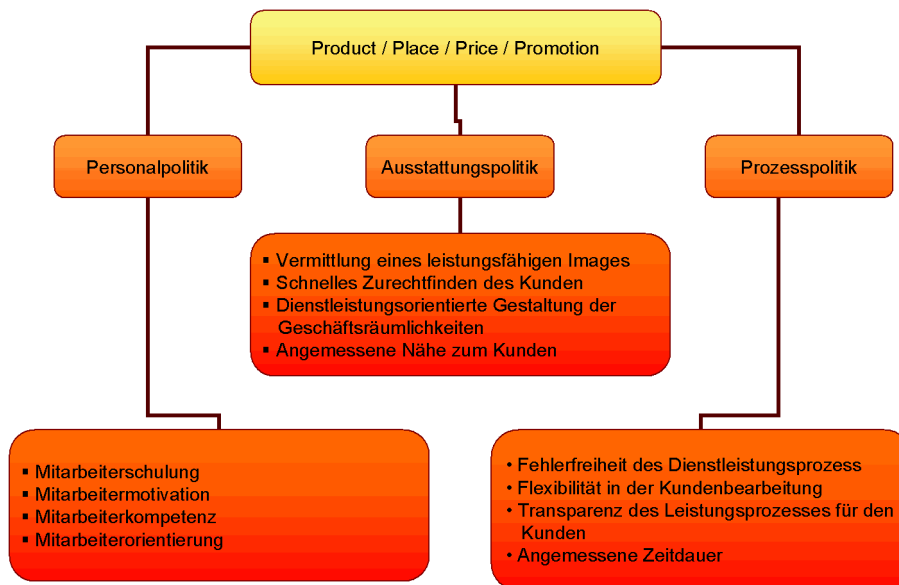 Product / Place / Price / Promotion
Personalpolitik
Ausstattungspolitik
Prozesspolitik
▪ Vermittlung eines leistungsfähigen Images
▪ Schnelles Zurechtfinden des Kunden
▪ Dienstleistungsorientierte Gestaltung der
Geschäftsräumlichkeiten
▪ Angemessene Nähe zum Kunden
▪ Mitarbeiterschulung
▪ Mitarbeitermotivation
▪ Mitarbeiterkompetenz
▪ Mitarbeiterorientierung
• Fehlerfreiheit des Dienstleistungsprozess
• Flexibilität in der Kundenbearbeitung
• Transparenz des Leistungsprozesses für den
Kunden
• Angemessene Zeitdauer